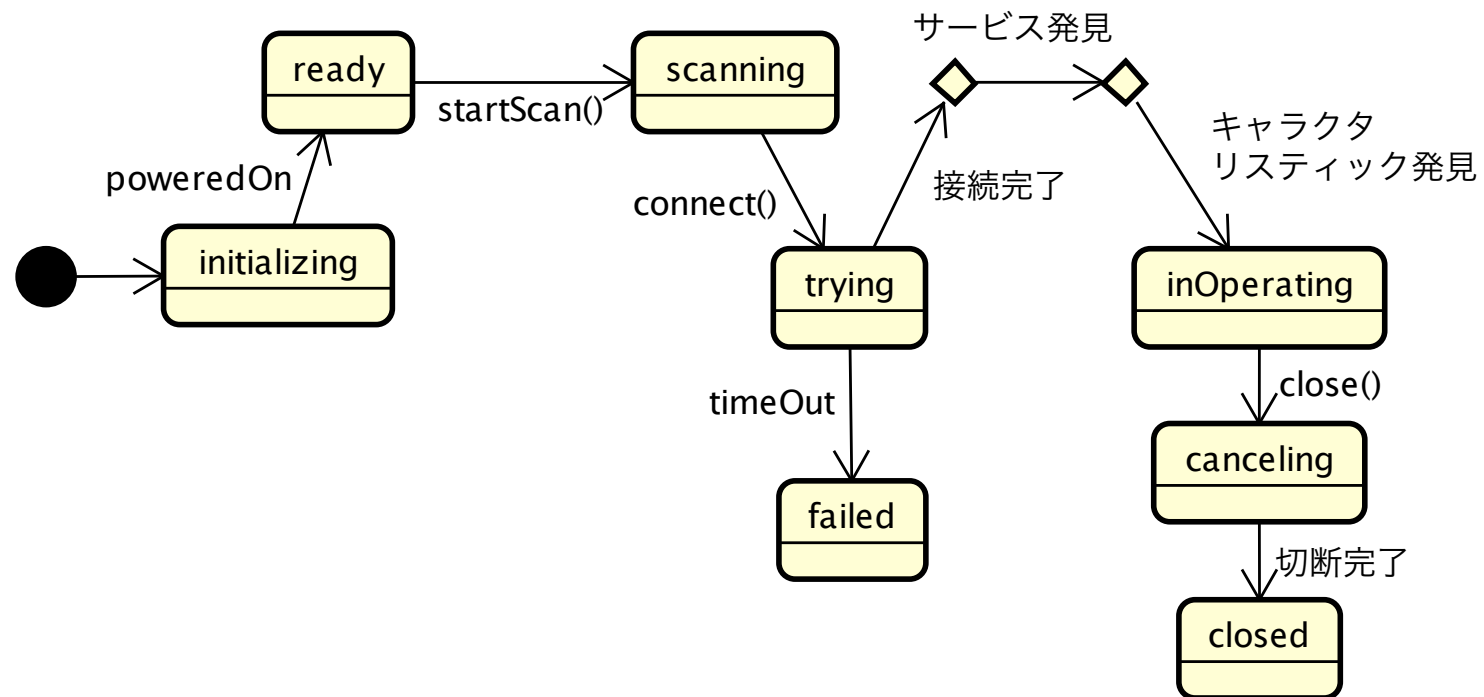 サービス発見
ready
scanning
startScan()
キャラクタ
リスティック発見
poweredOn
接続完了
connect()
initializing
trying
inOperating
timeOut
close()
canceling
failed
切断完了
closed